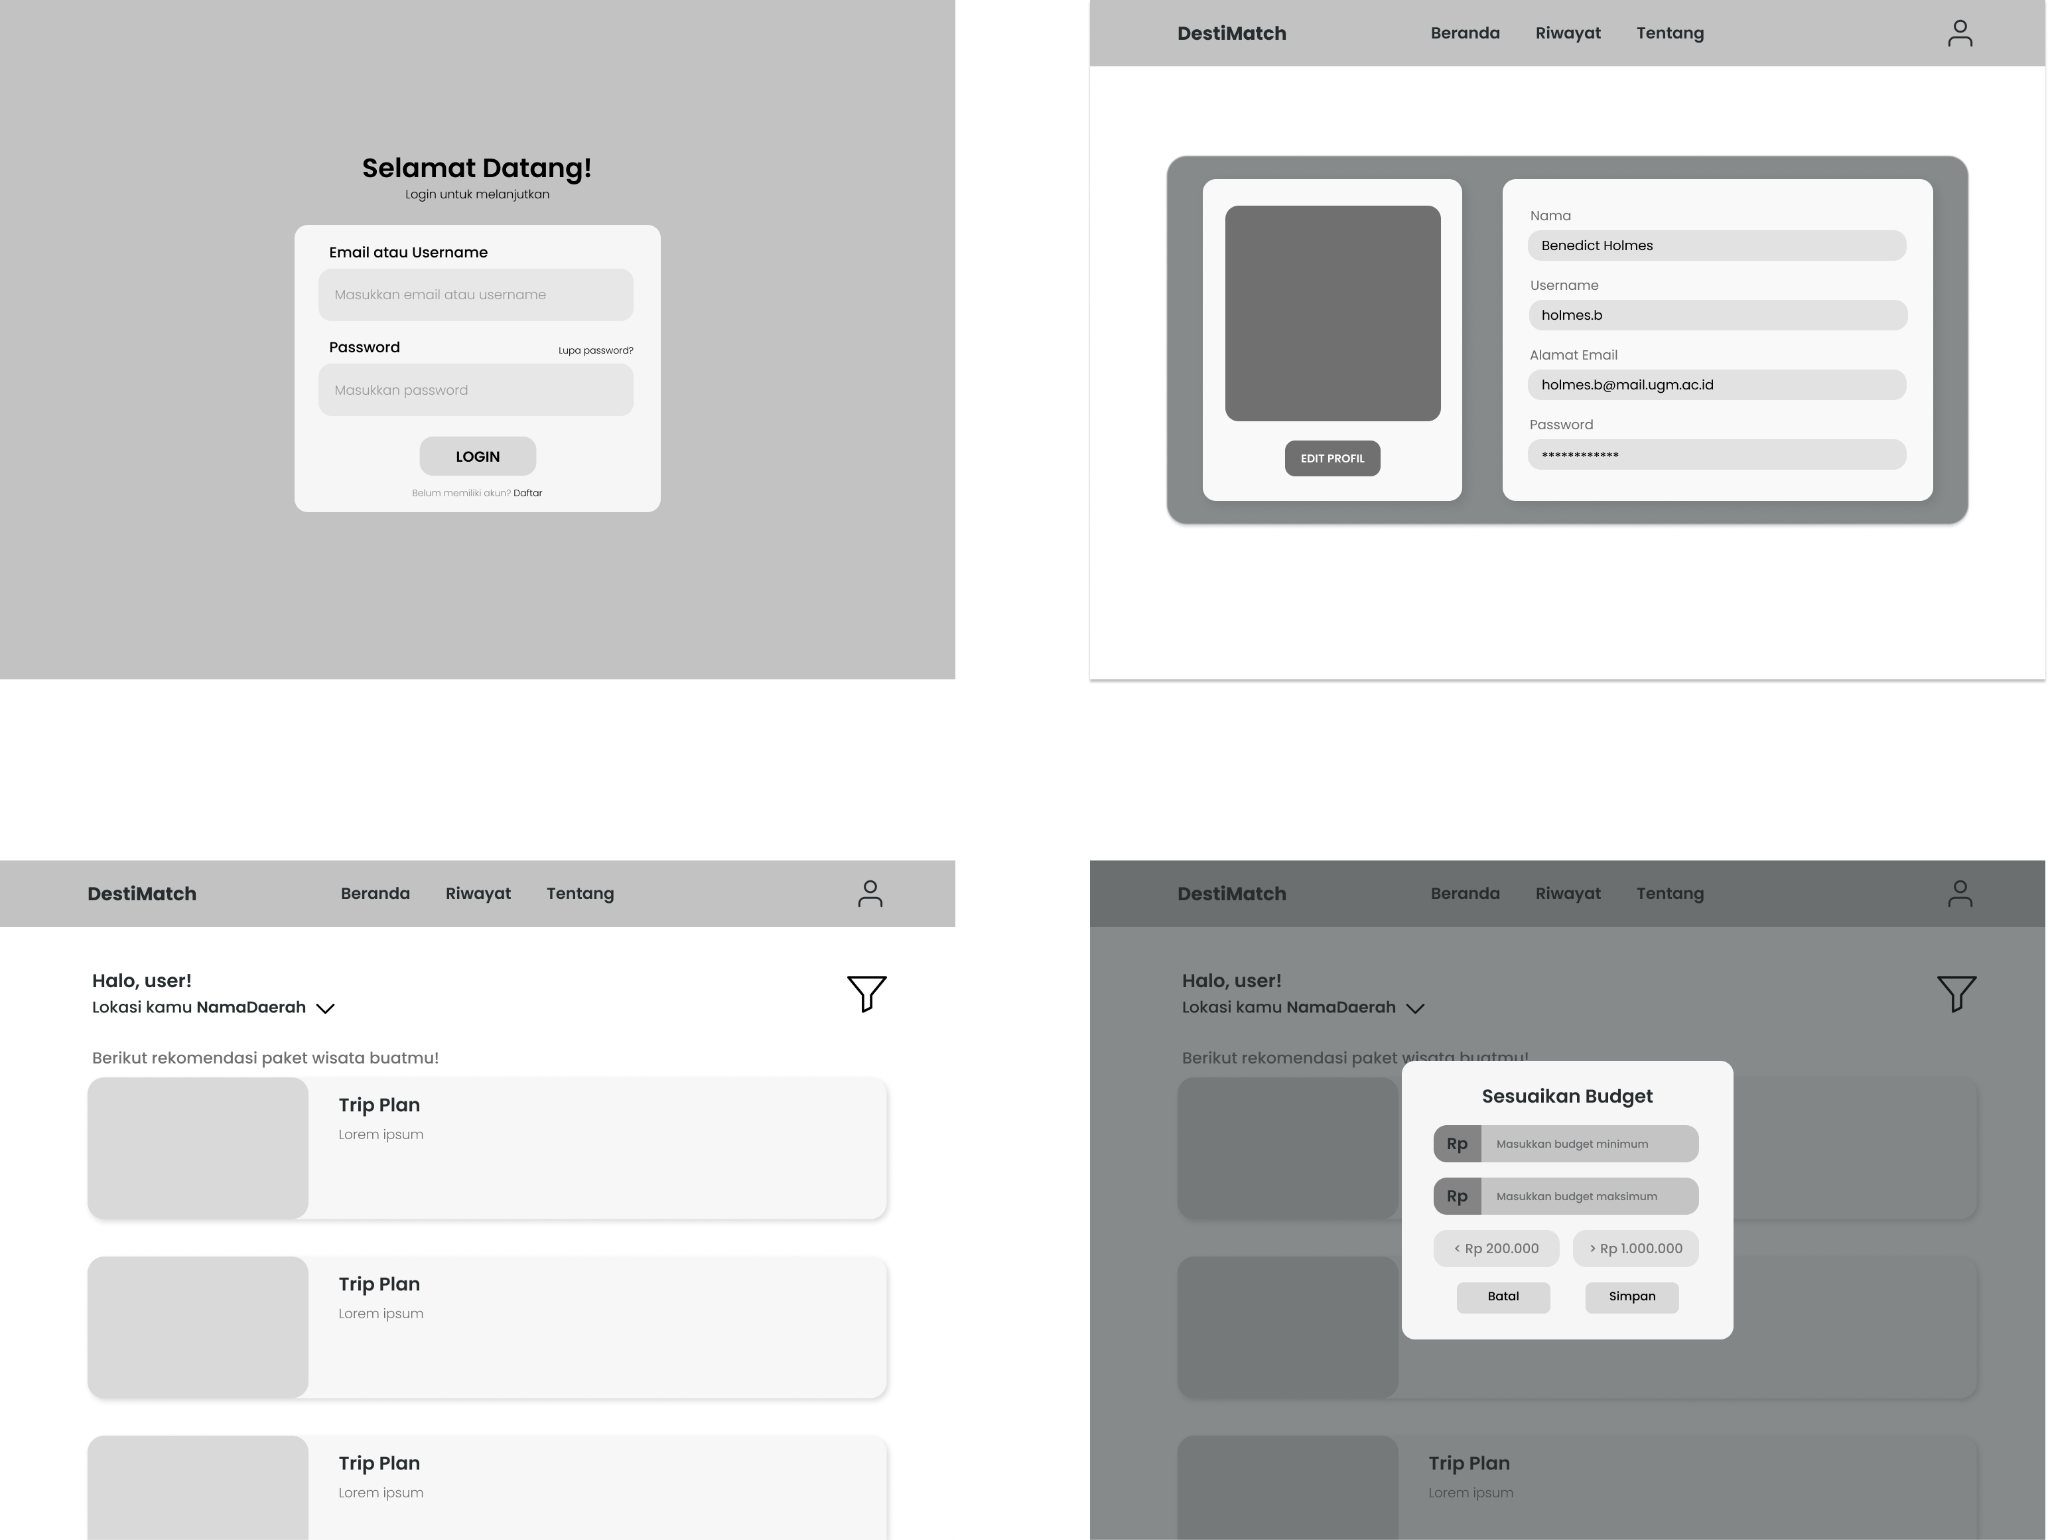 Selamat Datang!
Login untuk melanjutkan
Email atau Username
Masukkan email atau username
Password
Lupa password?
Masukkan password
LOGIN
Belum memiliki akun? Daftar
DestiMatch Beranda Riwayat Tentang
EDIT PROFIL
Nama
Benedict Holmes
Username
holmes.b
Alamat Email
holmes.b@mail.ugm.ac.id
Password
************
DestiMatch Beranda Riwayat Tentang
Halo, user!
Lokasi kamu NamaDaerah
Berikut rekomendasi paket wisata buatmu!
Trip Plan
Lorem ipsum
Trip Plan
Lorem ipsum
Trip Plan
Lorem ipsum
DestiMatch Beranda Riwayat Tentang
Halo, user!
Lokasi kamu NamaDaerah
Berikut rekomendasi paket wisata buatmu!
Sesuaikan Budget
Rp Masukkan budget minimum
Rp Masukkan budget maksimum
< Rp 200.000 > Rp 1.000.000
Batal Simpan
Trip Plan
Lorem ipsum